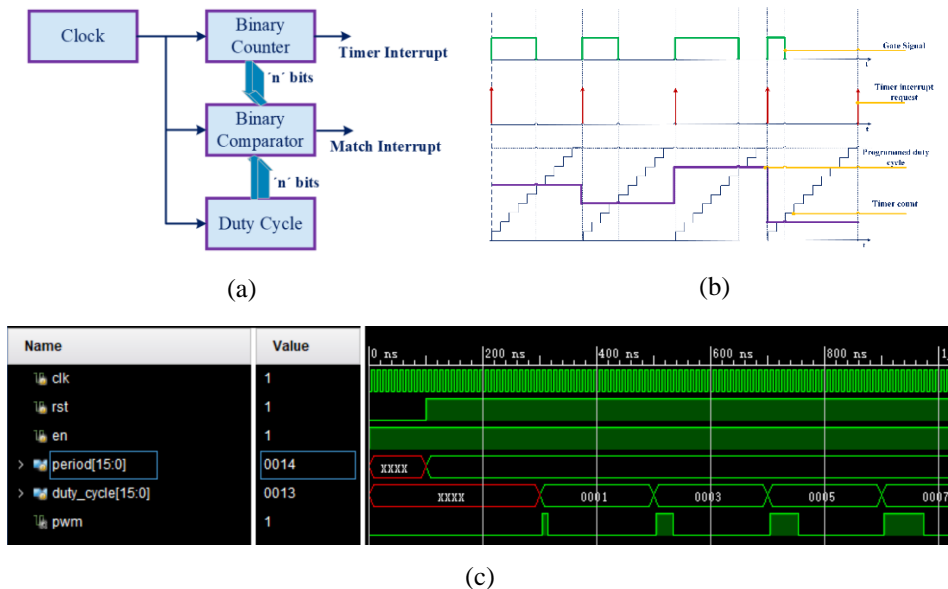 Clock
Binary
Counter
Timer Interrupt
'n' bits
Binary
Comparator
Match Interrupt
'n' bits
Duty Cycle
(a)
Gate Signal
t
Timer interrupt
request
t
Programmed duty
cycle
Timer count
t
(b)
Name Value
clk 1
rst 1
en 1
period[15:0] 0014
duty_cycle[15:0] 0013
pwm 1
0 ns 200 ns 400 ns 600 ns 800 ns
XXXX
XXXX 0001 0003 0005 0007
(c)